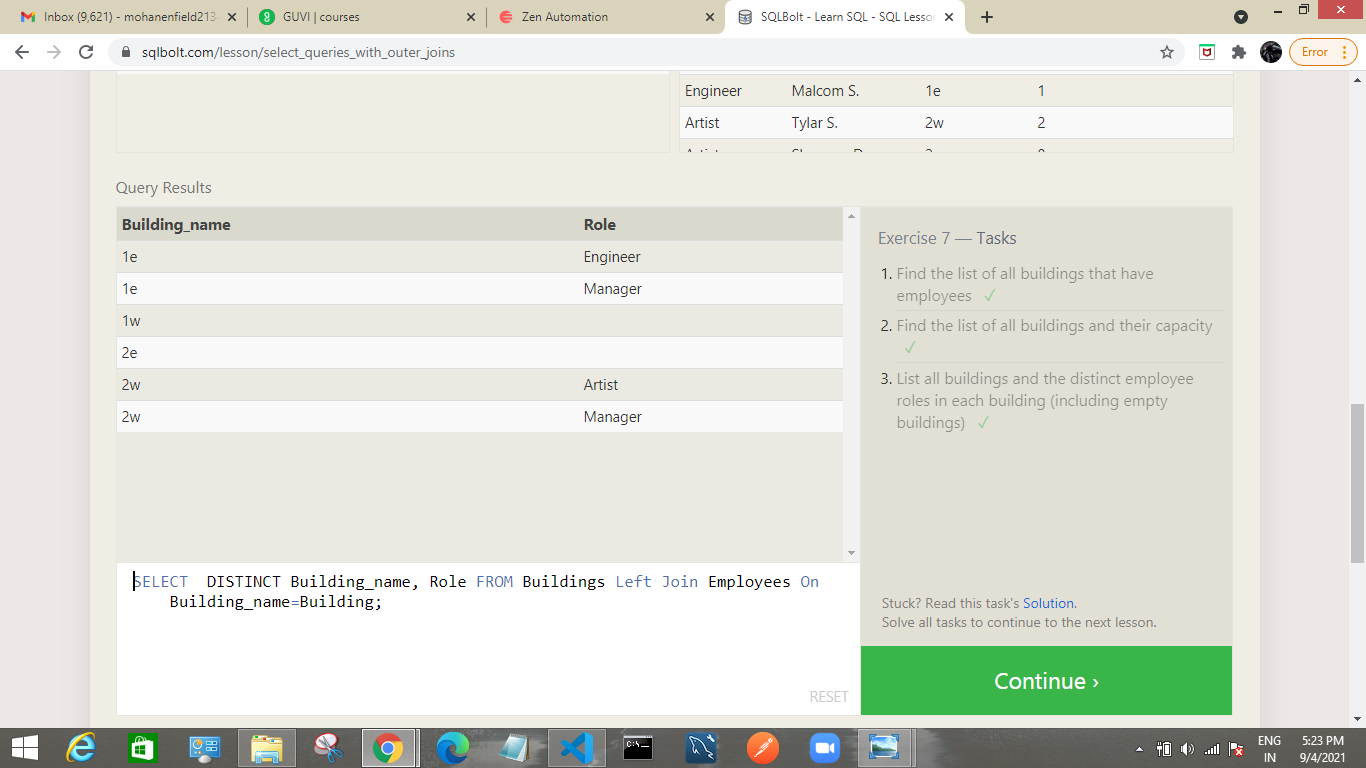 Inbox (9,621) - mohanenfield213
GUVI | courses
Zen Automation
SQLBolt - Learn SQL - SQL Lesso
sqlbolt.com/lesson/select_queries_with_outer_joins
Error
Engineer Malcom S. 1e 1
Artist Tylar S. 2w 2
Query Results
Building_name Role
1e Engineer
1e Manager
1w
2e
2w Artist
2w Manager
Exercise 7 — Tasks
1. Find the list of all buildings that have
employees ✓
2. Find the list of all buildings and their capacity
✓
3. List all buildings and the distinct employee
roles in each building (including empty
buildings) ✓
SELECT  DISTINCT Building_name, Role FROM Buildings Left Join Employees On
Building_name=Building;
RESET
Stuck? Read this task's Solution.
Solve all tasks to continue to the next lesson.
Continue ›
ENG
IN
5:23 PM
9/4/2021